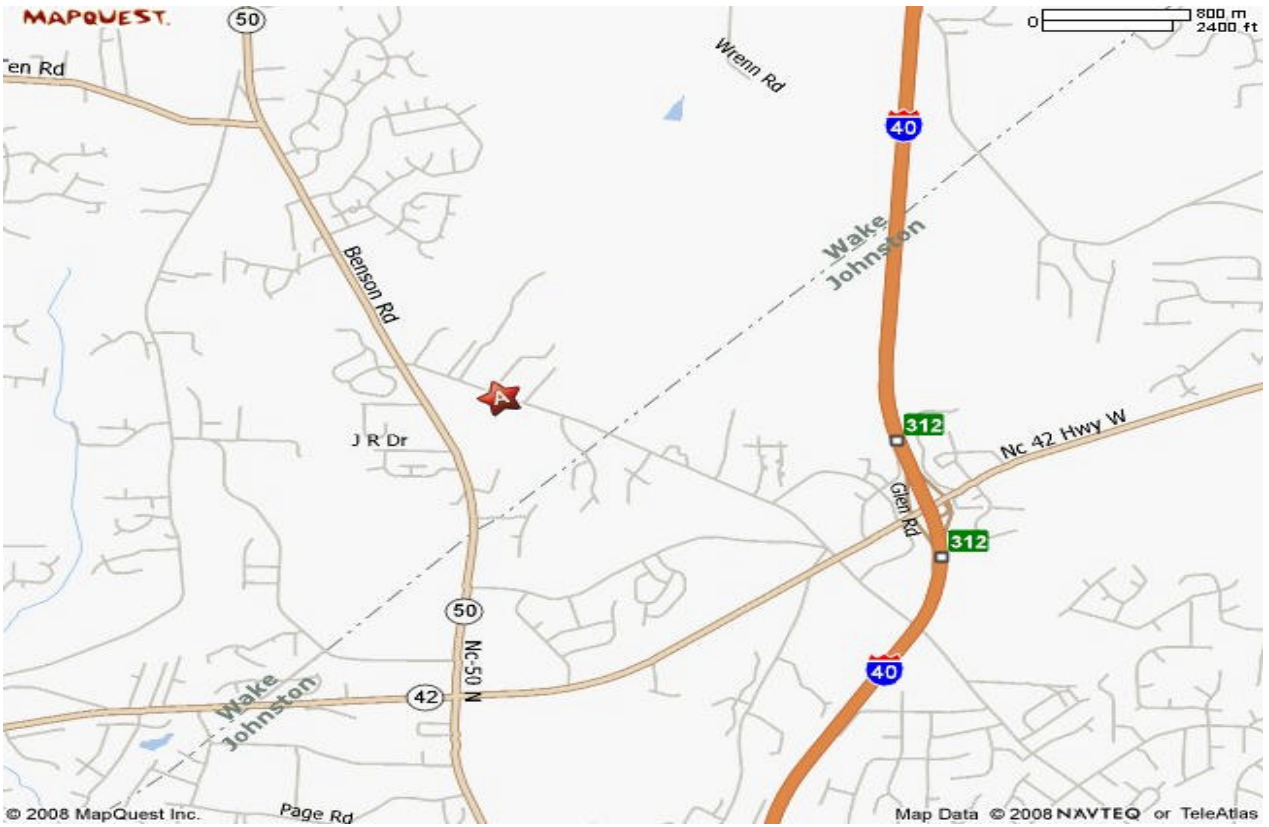 MAPQUEST.
50
0
800 m
2400 ft
en Rd
Wrenn Rd
40
Wake
Johnston
Benson Rd
A
J R Dr
312
Nc 42 Hwy W
Glen Rd
312
50
Nc-50 N
40
42
Wake
Johnston
Page Rd
© 2008 MapQuest Inc.
Map Data © 2008 NAVTEQ or TeleAtlas